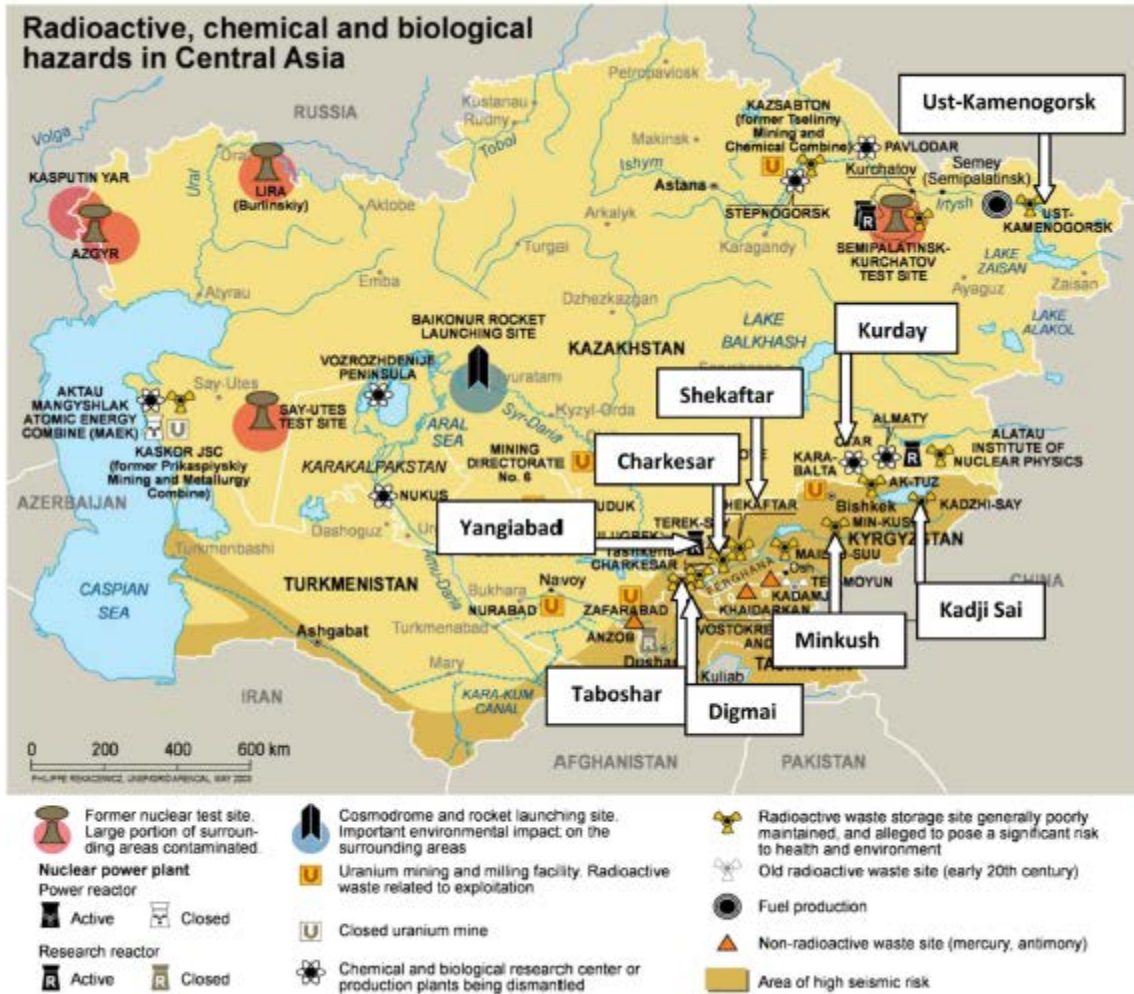 Radioactive, chemical and biological
hazards in Central Asia
RUSSIA
Petropavlosk
Kustanau
Rudny
Tobol
Volga
Ural
KASPUTIN YAR
AZGYR
LIRA
(Burlinskiy)
Aktobe
KAZSABTON
(former Tselinny
Mining and
Chemical Combine)
Makinsk
Ishym
Astana
STEPNOGORSK
PAVLODAR
Kurchatov
Semey
(Semipalatinsk)
Irtysh
Ust-Kamenogorsk
UST-
KAMENOGORSK
SEMIPALATINSK-
KURCHATOV
TEST SITE
LAKE
ZAISAN
Zaisan
Ayaguz
LAKE
ALAKOL
Arkalyk
Turgai
Karagandy
Emba
Atyrau
Dzhezkazgan
BAIKONUR ROCKET
LAUNCHING SITE
KAZAKHSTAN
LAKE
BALKHASH
Kurday
VOZROZHDENIJE
PENINSULA
Say-Utes
AKTAU
MANGYSHLAK
ATOMIC ENERGY
COMBINE (MAEK)
SAY-UTES
TEST SITE
Kyzyl-Orda
Syr-Daria
ARAL
SEA
Shekaftar
ALMATY
KARA-
BALTA
ALATAU
INSTITUTE OF
NUCLEAR PHYSICS
KASKOR JSC
(former Prikaspiyskiy
Mining and Metallurgy
Combine)
KARAKALPAKSTAN
MINING
DIRECTORATE
No. 6
Charkesar
AZERBAIJAN
NUKUS
Dashoguz
Yangiabad
AK-TUZ
Bishkek
KADZHI-SAY
MIN-KUSH
KYRGYZSTAN
Turkmenbashi
CHARKESAR
Osh
CHINA
CASPIAN
SEA
TURKMENISTAN
Amu-Daria
Bukhara
Navoy
NURABAD
ZAFARABAD
FERGHANA
KADAMJ
KHAIDARKAN
Kadji Sai
Turkmenabad
ANZOB
Minkush
Ashgabat
Mary
Kuliab
Taboshar
Digmai
IRAN
KARA-KUM
CANAL
AFGHANISTAN
PAKISTAN
0 200 400 600 km
Former nuclear test site.
Large portion of surroun-
ding areas contaminated.
Nuclear power plant
Power reactor
Active Closed
Research reactor
Active Closed
Cosmodrome and rocket launching site.
Important environmental impact on the
surrounding areas
Uranium mining and milling facility. Radioactive
waste related to exploitation
Closed uranium mine
Chemical and biological research center or
production plants being dismantled
Radioactive waste storage site generally poorly
maintained, and alleged to pose a significant risk
to health and environment
Old radioactive waste site (early 20th century)
Fuel production
Non-radioactive waste site (mercury, antimony)
Area of high seismic risk